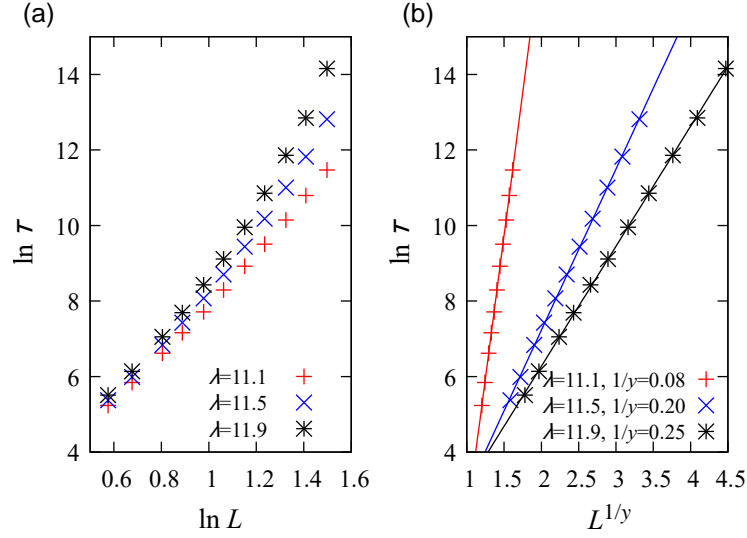 (a)
(b)
14
12
10
8
6
4
ln τ
0.6 0.8 1 1.2 1.4 1.6
ln L
λ=11.1
λ=11.5
λ=11.9
14
12
10
8
6
4
ln τ
1 1.5 2 2.5 3 3.5 4 4.5
L^{1/y}
λ=11.1, 1/y=0.08
λ=11.5, 1/y=0.20
λ=11.9, 1/y=0.25